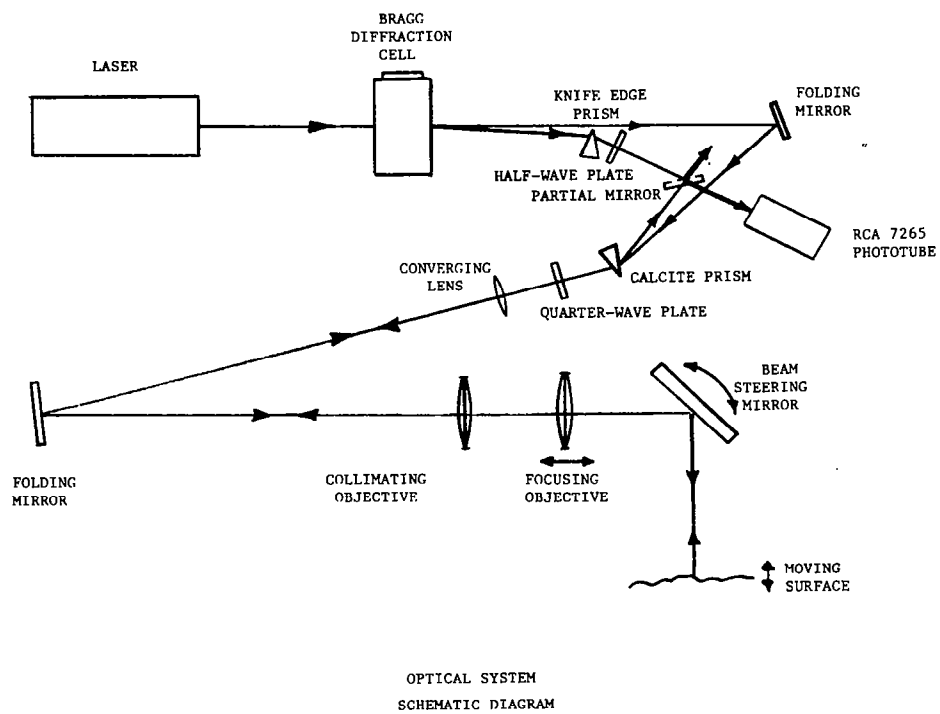 BRAGG
DIFFRACTION
CELL
LASER
KNIFE EDGE
PRISM
FOLDING
MIRROR
HALF-WAVE PLATE
PARTIAL MIRROR
RCA 7265
PHOTOTUBE
CONVERGING
LENS
CALCITE PRISM
QUARTER-WAVE PLATE
BEAM
STEERING
MIRROR
FOLDING
MIRROR
COLLIMATING
OBJECTIVE
FOCUSING
OBJECTIVE
MOVING
SURFACE
OPTICAL SYSTEM
SCHEMATIC DIAGRAM